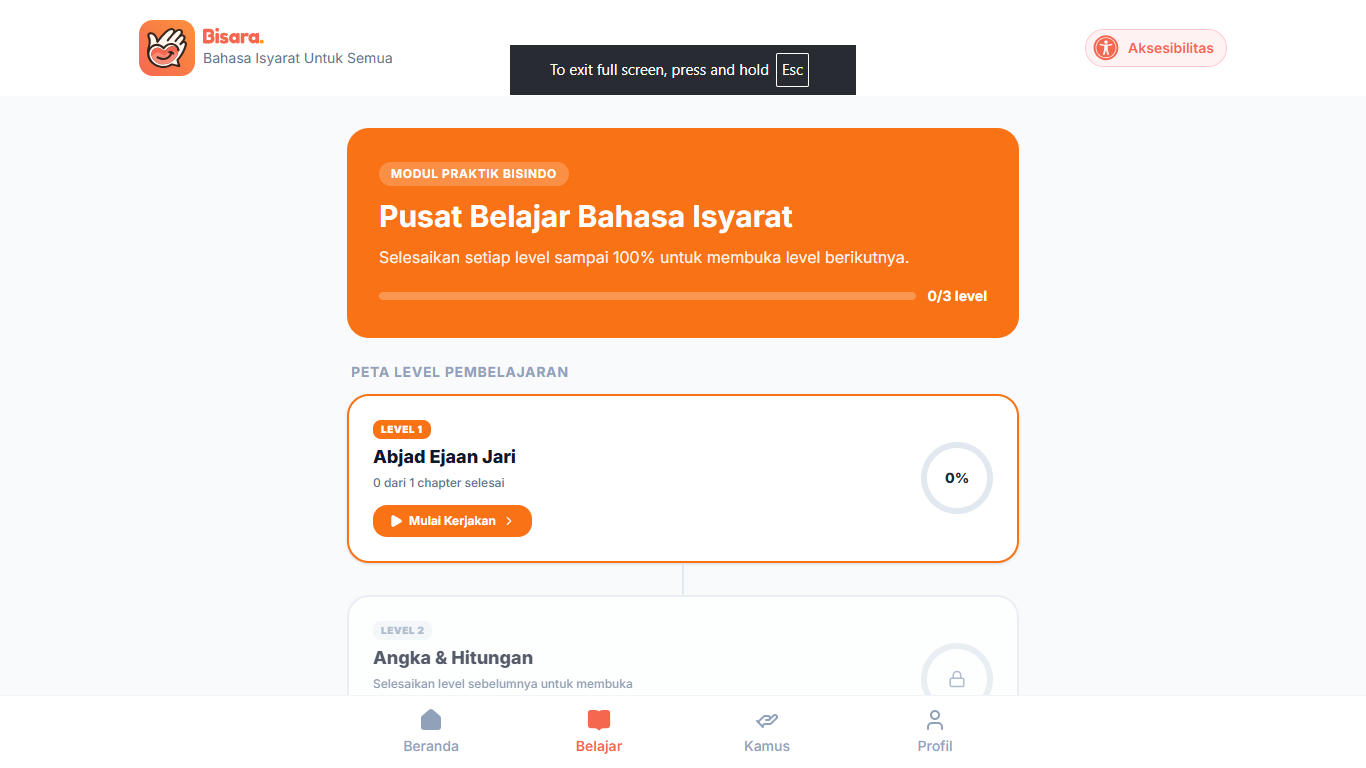 Bisara.
Bahasa Isyarat Untuk Semua
To exit full screen, press and hold Esc
Aksesibilitas
MODUL PRAKTIK BISINDO
Pusat Belajar Bahasa Isyarat
Selesaikan setiap level sampai 100% untuk membuka level berikutnya.
0/3 level
PETA LEVEL PEMBELAJARAN
LEVEL 1
Abjad Ejaan Jari
0 dari 1 chapter selesai
0%
Mulai Kerjakan
LEVEL 2
Angka & Hitungan
Selesaikan level sebelumnya untuk membuka
Beranda
Belajar
Kamus
Profil